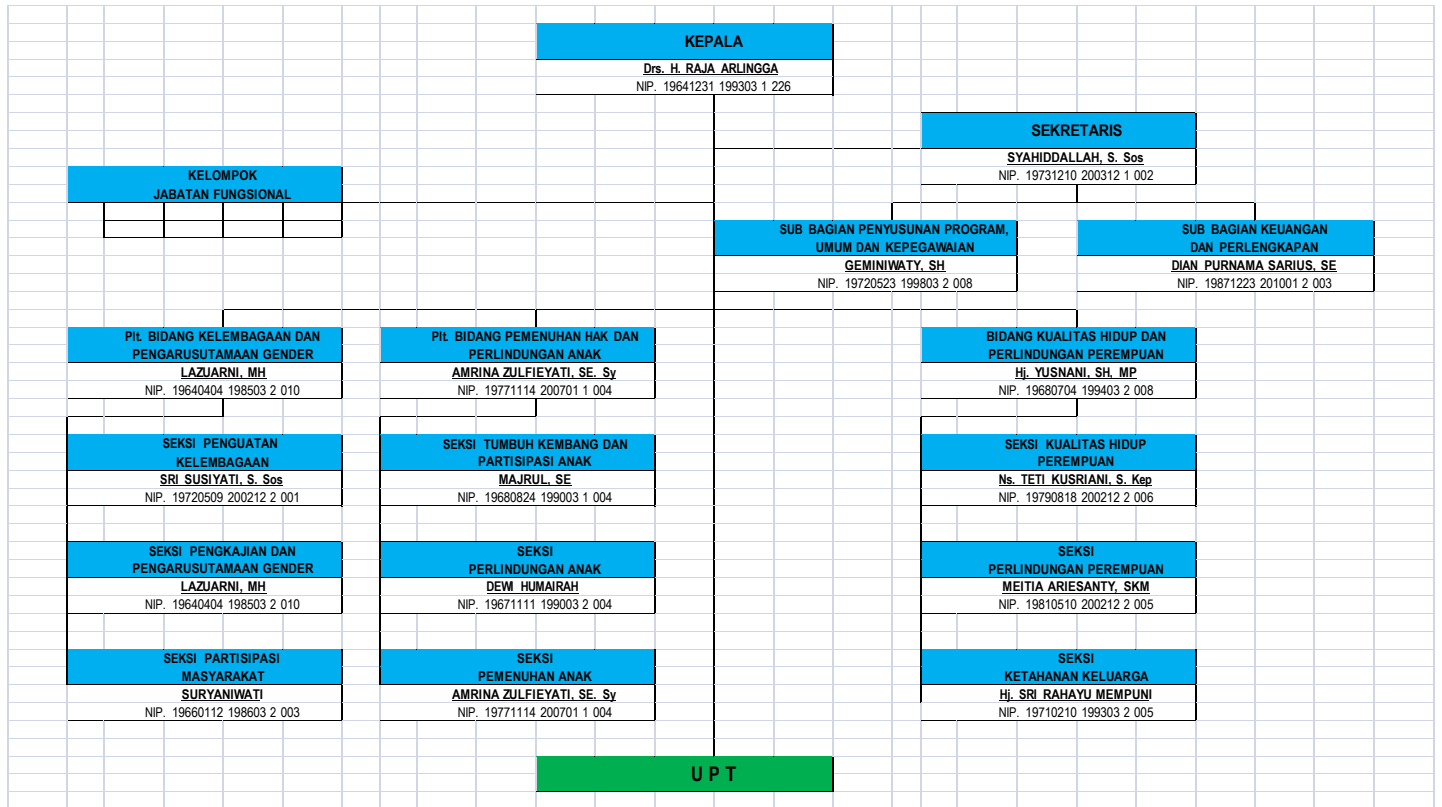 KEPALA
Drs. H. RAJA ARLINGGA
NIP. 19641231 199303 1 226
SEKRETARIS
SYAHIDDALLAH, S. Sos
NIP. 19731210 200312 1 002
KELOMPOK
JABATAN FUNGSIONAL
SUB BAGIAN PENYUSUNAN PROGRAM,
UMUM DAN KEPEGAWAIAN
GEMINIWATY, SH
NIP. 19720523 199803 2 008
SUB BAGIAN KEUANGAN
DAN PERLENGKAPAN
DIAN PURNAMA SARIUS, SE
NIP. 19871223 201001 2 003
Plt. BIDANG KELEMBAGAAN DAN
PENGARUSUTAMAAN GENDER
LAZUARNI, MH
NIP. 19640404 198503 2 010
Plt. BIDANG PEMENUHAN HAK DAN
PERLINDUNGAN ANAK
AMRINA ZULFIEYATI, SE. Sy
NIP. 19771114 200701 1 004
BIDANG KUALITAS HIDUP DAN
PERLINDUNGAN PEREMPUAN
Hj. YUSNANI, SH, MP
NIP. 19680704 199403 2 008
SEKSI PENGUATAN
KELEMBAGAAN
SRI SUSIYATI, S. Sos
NIP. 19720509 200212 2 001
SEKSI TUMBUH KEMBANG DAN
PARTISIPASI ANAK
MAJRUL, SE
NIP. 19680824 199003 1 004
SEKSI KUALITAS HIDUP
PEREMPUAN
Ns. TETI KUSRIANI, S. Kep
NIP. 19790818 200212 2 006
SEKSI PENGKAJIAN DAN
PENGARUSUTAMAAN GENDER
LAZUARNI, MH
NIP. 19640404 198503 2 010
SEKSI
PERLINDUNGAN ANAK
DEWI HUMAIRAH
NIP. 19671111 199003 2 004
SEKSI
PERLINDUNGAN PEREMPUAN
MEITIA ARIESANTY, SKM
NIP. 19810510 200212 2 005
SEKSI PARTISIPASI
MASYARAKAT
SURYANIWATI
NIP. 19660112 198603 2 003
SEKSI
PEMENUHAN ANAK
AMRINA ZULFIEYATI, SE. Sy
NIP. 19771114 200701 1 004
SEKSI
KETAHANAN KELUARGA
Hj. SRI RAHAYU MEMPUNI
NIP. 19710210 199303 2 005
U P T